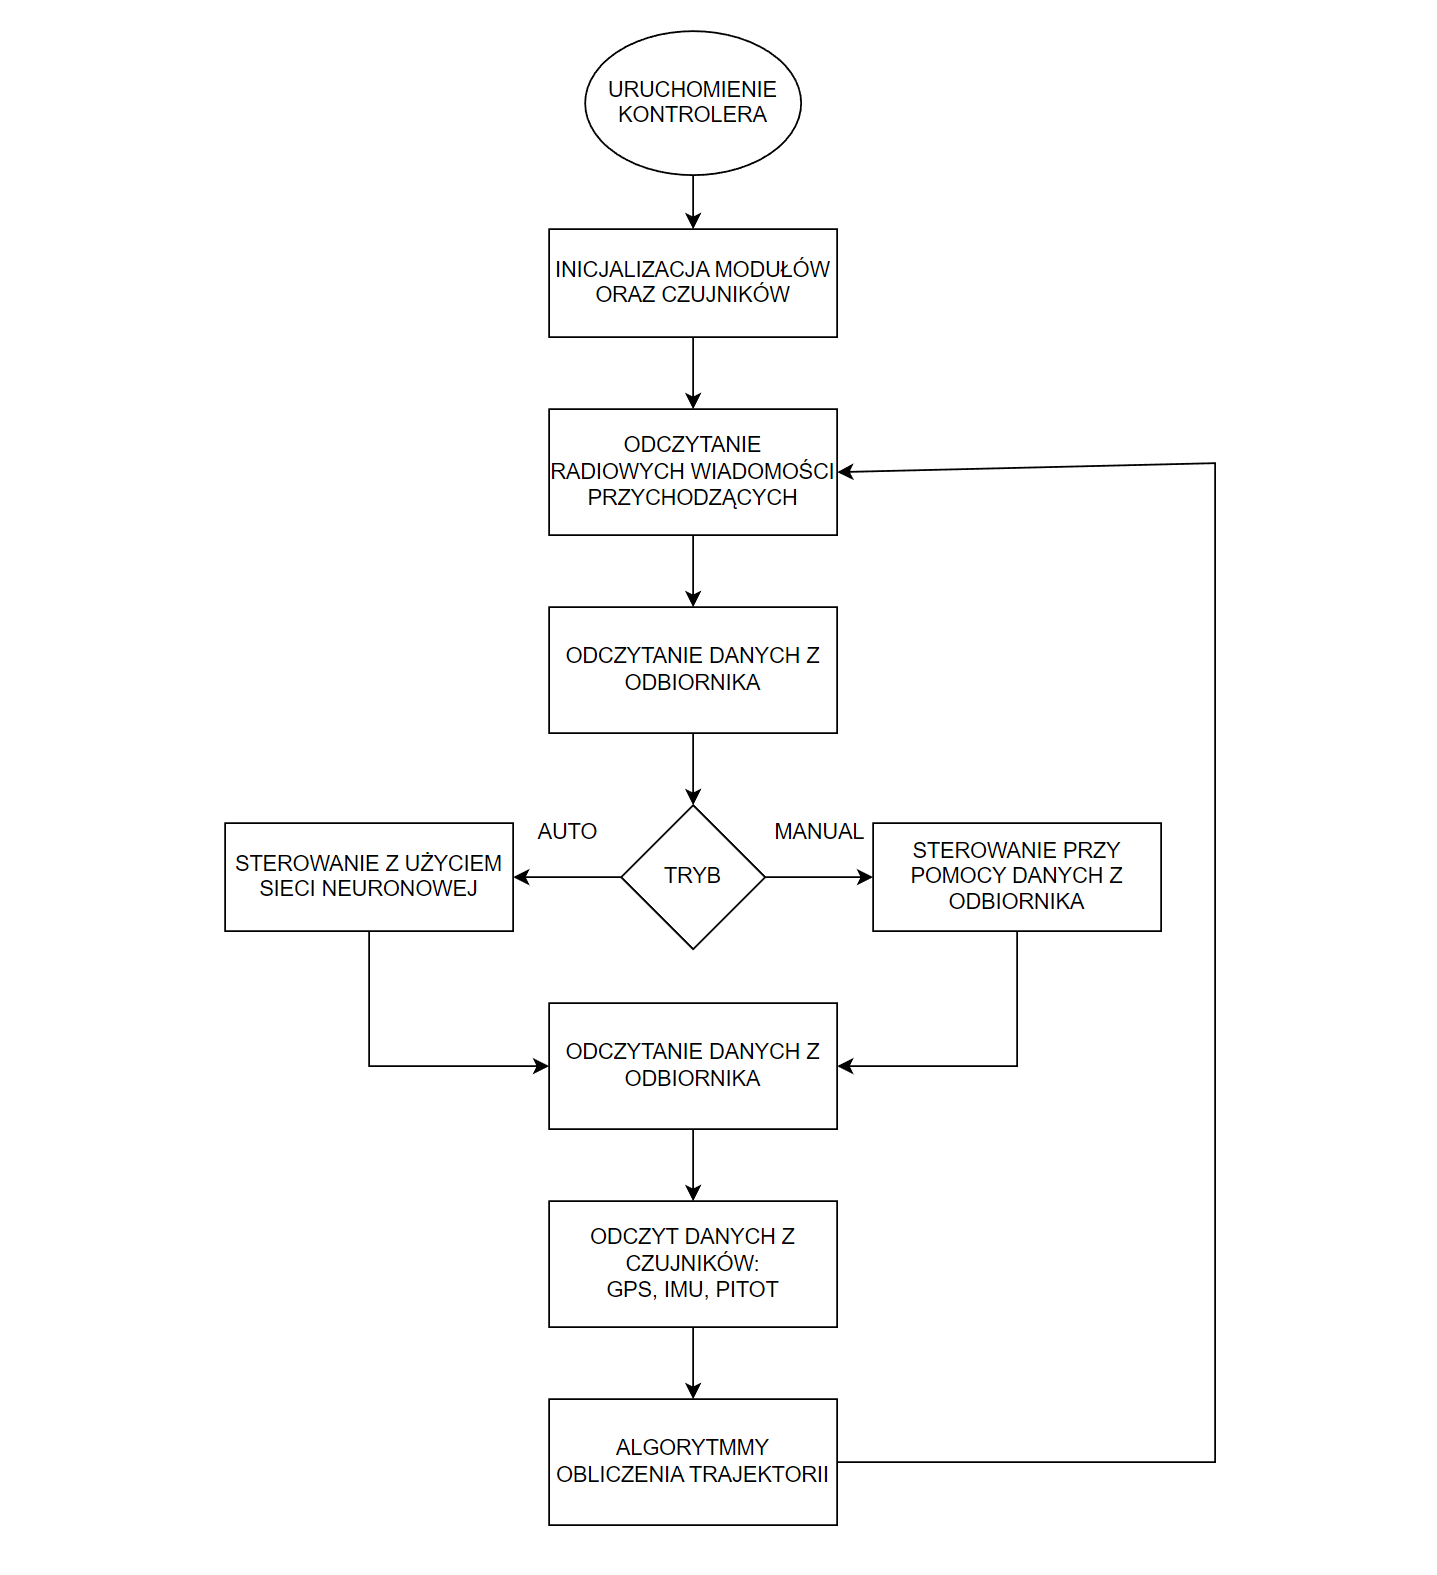 URUCHOMIENIE
KONTROLERA
INICJALIZACJA MODUŁÓW
ORAZ CZUJNIKÓW
ODCZYTANIE
RADIOWYCH WIADOMOŚCI
PRZYCHODZĄCYCH
ODCZYTANIE DANYCH Z
ODBIORNIKA
AUTO
MANUAL
STEROWANIE Z UŻYCIEM
SIECI NEURONOWEJ
TRYB
STEROWANIE PRZY
POMOCY DANYCH Z
ODBIORNIKA
ODCZYTANIE DANYCH Z
ODBIORNIKA
ODCZYT DANYCH Z
CZUJNIKÓW:
GPS, IMU, PITOT
ALGORYTMMY
OBLICZENIA TRAJEKTORII